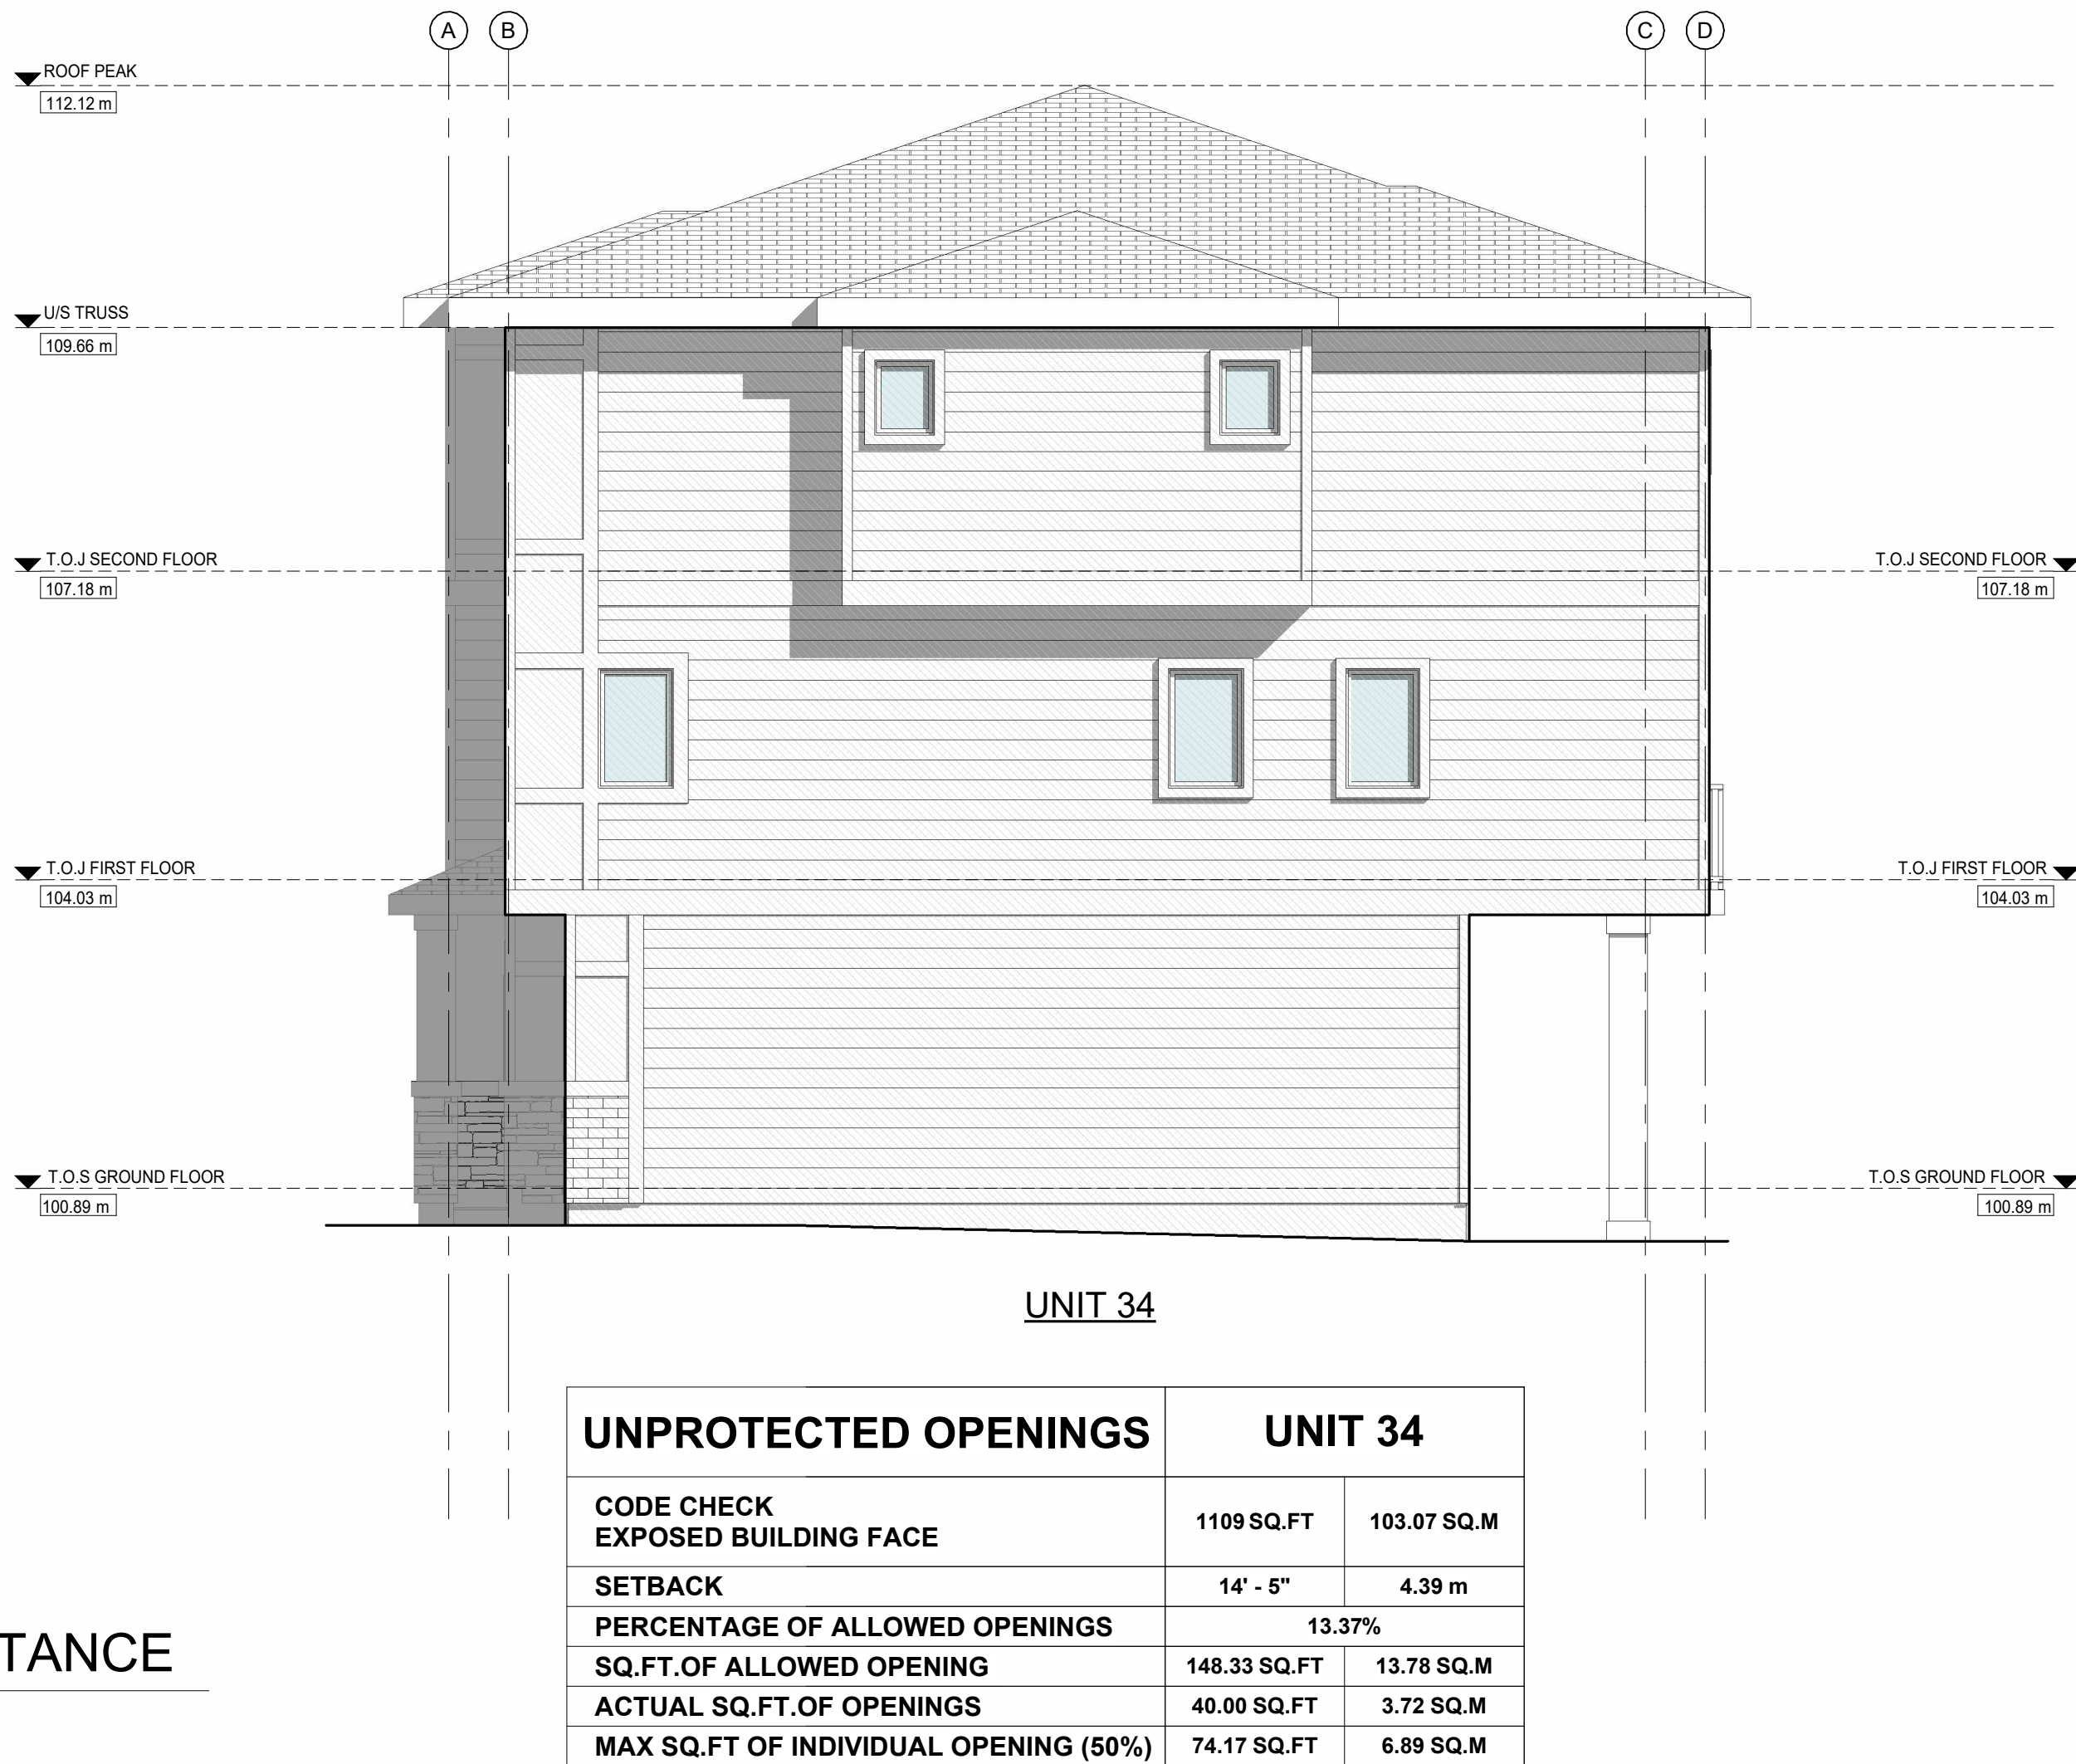 A B C D
ROOF PEAK
112.12 m
U/S TRUSS
109.66 m
T.O.J SECOND FLOOR T.O.J SECOND FLOOR
107.18 m 107.18 m
T.O.J FIRST FLOOR T.O.J FIRST FLOOR
104.03 m 104.03 m
T.O.S GROUND FLOOR T.O.S GROUND FLOOR
100.89 m 100.89 m
UNIT 34
UNPROTECTED OPENINGS UNIT 34
CODE CHECK
EXPOSED BUILDING FACE 1109 SQ.FT 103.07 SQ.M
SETBACK 14' - 5" 4.39 m
PERCENTAGE OF ALLOWED OPENINGS 13.37%
SQ.FT.OF ALLOWED OPENING 148.33 SQ.FT 13.78 SQ.M
ACTUAL SQ.FT.OF OPENINGS 40.00 SQ.FT 3.72 SQ.M
MAX SQ.FT OF INDIVIDUAL OPENING (50%) 74.17 SQ.FT 6.89 SQ.M
TANCE